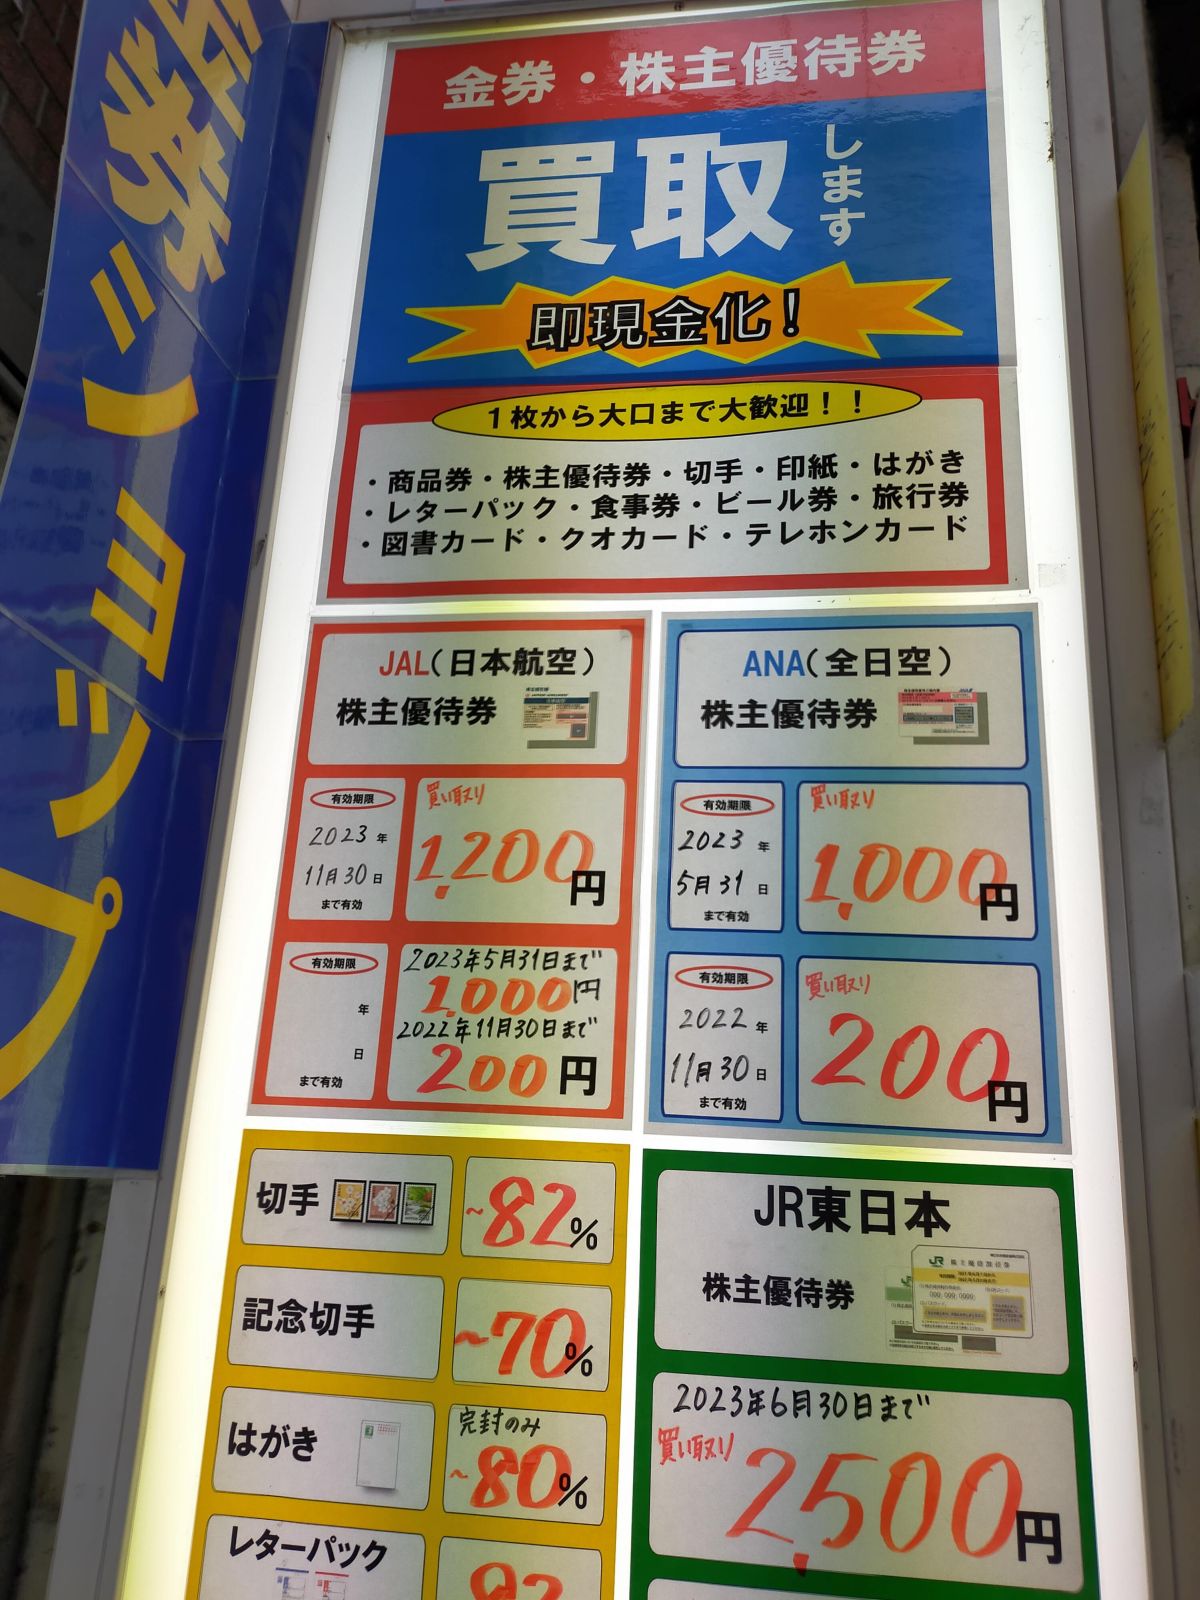 券ショップ
金券・株主優待券
買取します
即現金化！
１枚から大口まで大歓迎！！
・商品券・株主優待券・切手・印紙・はがき
・レターパック・食事券・ビール券・旅行券
・図書カード・クオカード・テレホンカード
JAL(日本航空)
株主優待券
有効期限
2023年
11月30日
まで有効
買い取り
1,200円
有効期限
年
日
まで有効
2023年5月31日まで
1,000円
2022年11月30日まで
200円
ANA(全日空)
株主優待券
有効期限
2023年
5月31日
まで有効
買い取り
1,000円
有効期限
2022年
11月30日
まで有効
買い取り
200円
切手
~82%
記念切手
~70%
はがき
完封のみ
~80%
レターパック
JR東日本
株主優待券
JR 株主優待割引券
2023年6月30日まで
買い取り
2,500円